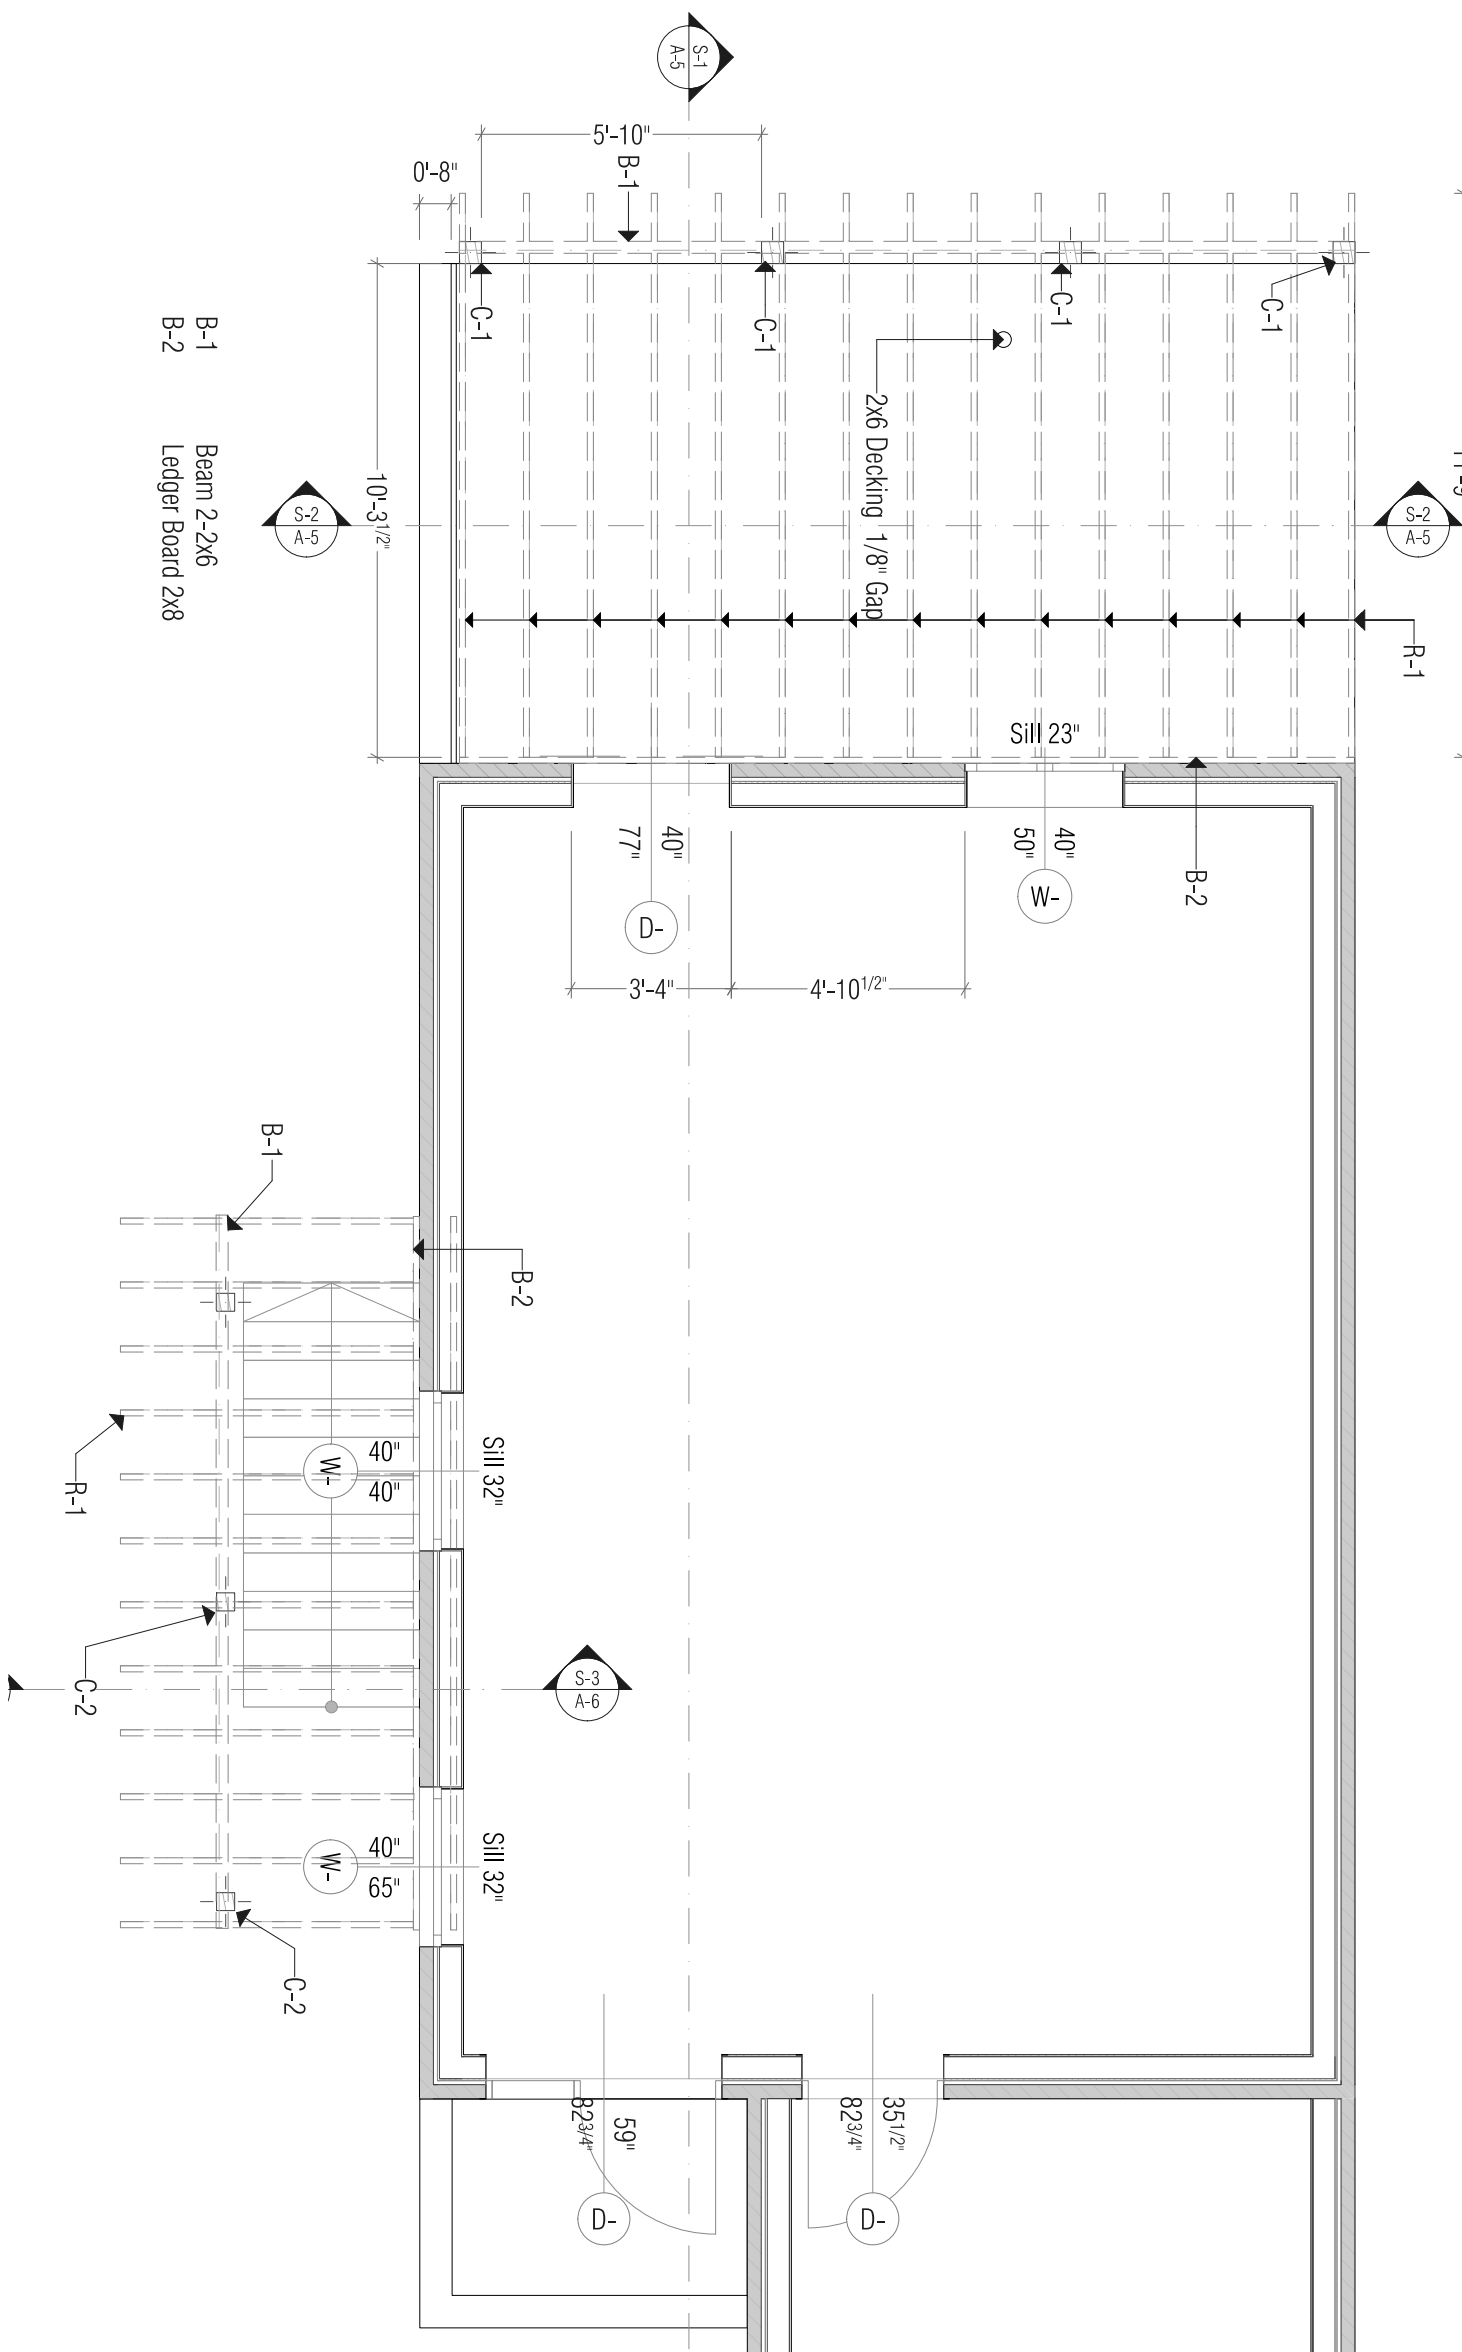 S-1
A-5
5'-10"
B-1
0'-8"
C-1
C-1
C-1
C-1
2x6 Decking 1/8" Gap
10'-3 1/2"
B-1 Beam 2-2x6
B-2 Ledger Board 2x8
S-2
A-5
S-2
A-5
R-1
Sill 23"
40"
77"
D-
40"
50"
W-
B-2
3'-4"
4'-10 1/2"
B-1
B-2
R-1
W-
40"
40"
Sill 32"
C-2
S-3
A-6
W-
40"
65"
Sill 32"
C-2
59"
82 3/4"
D-
35 1/2"
82 3/4"
D-